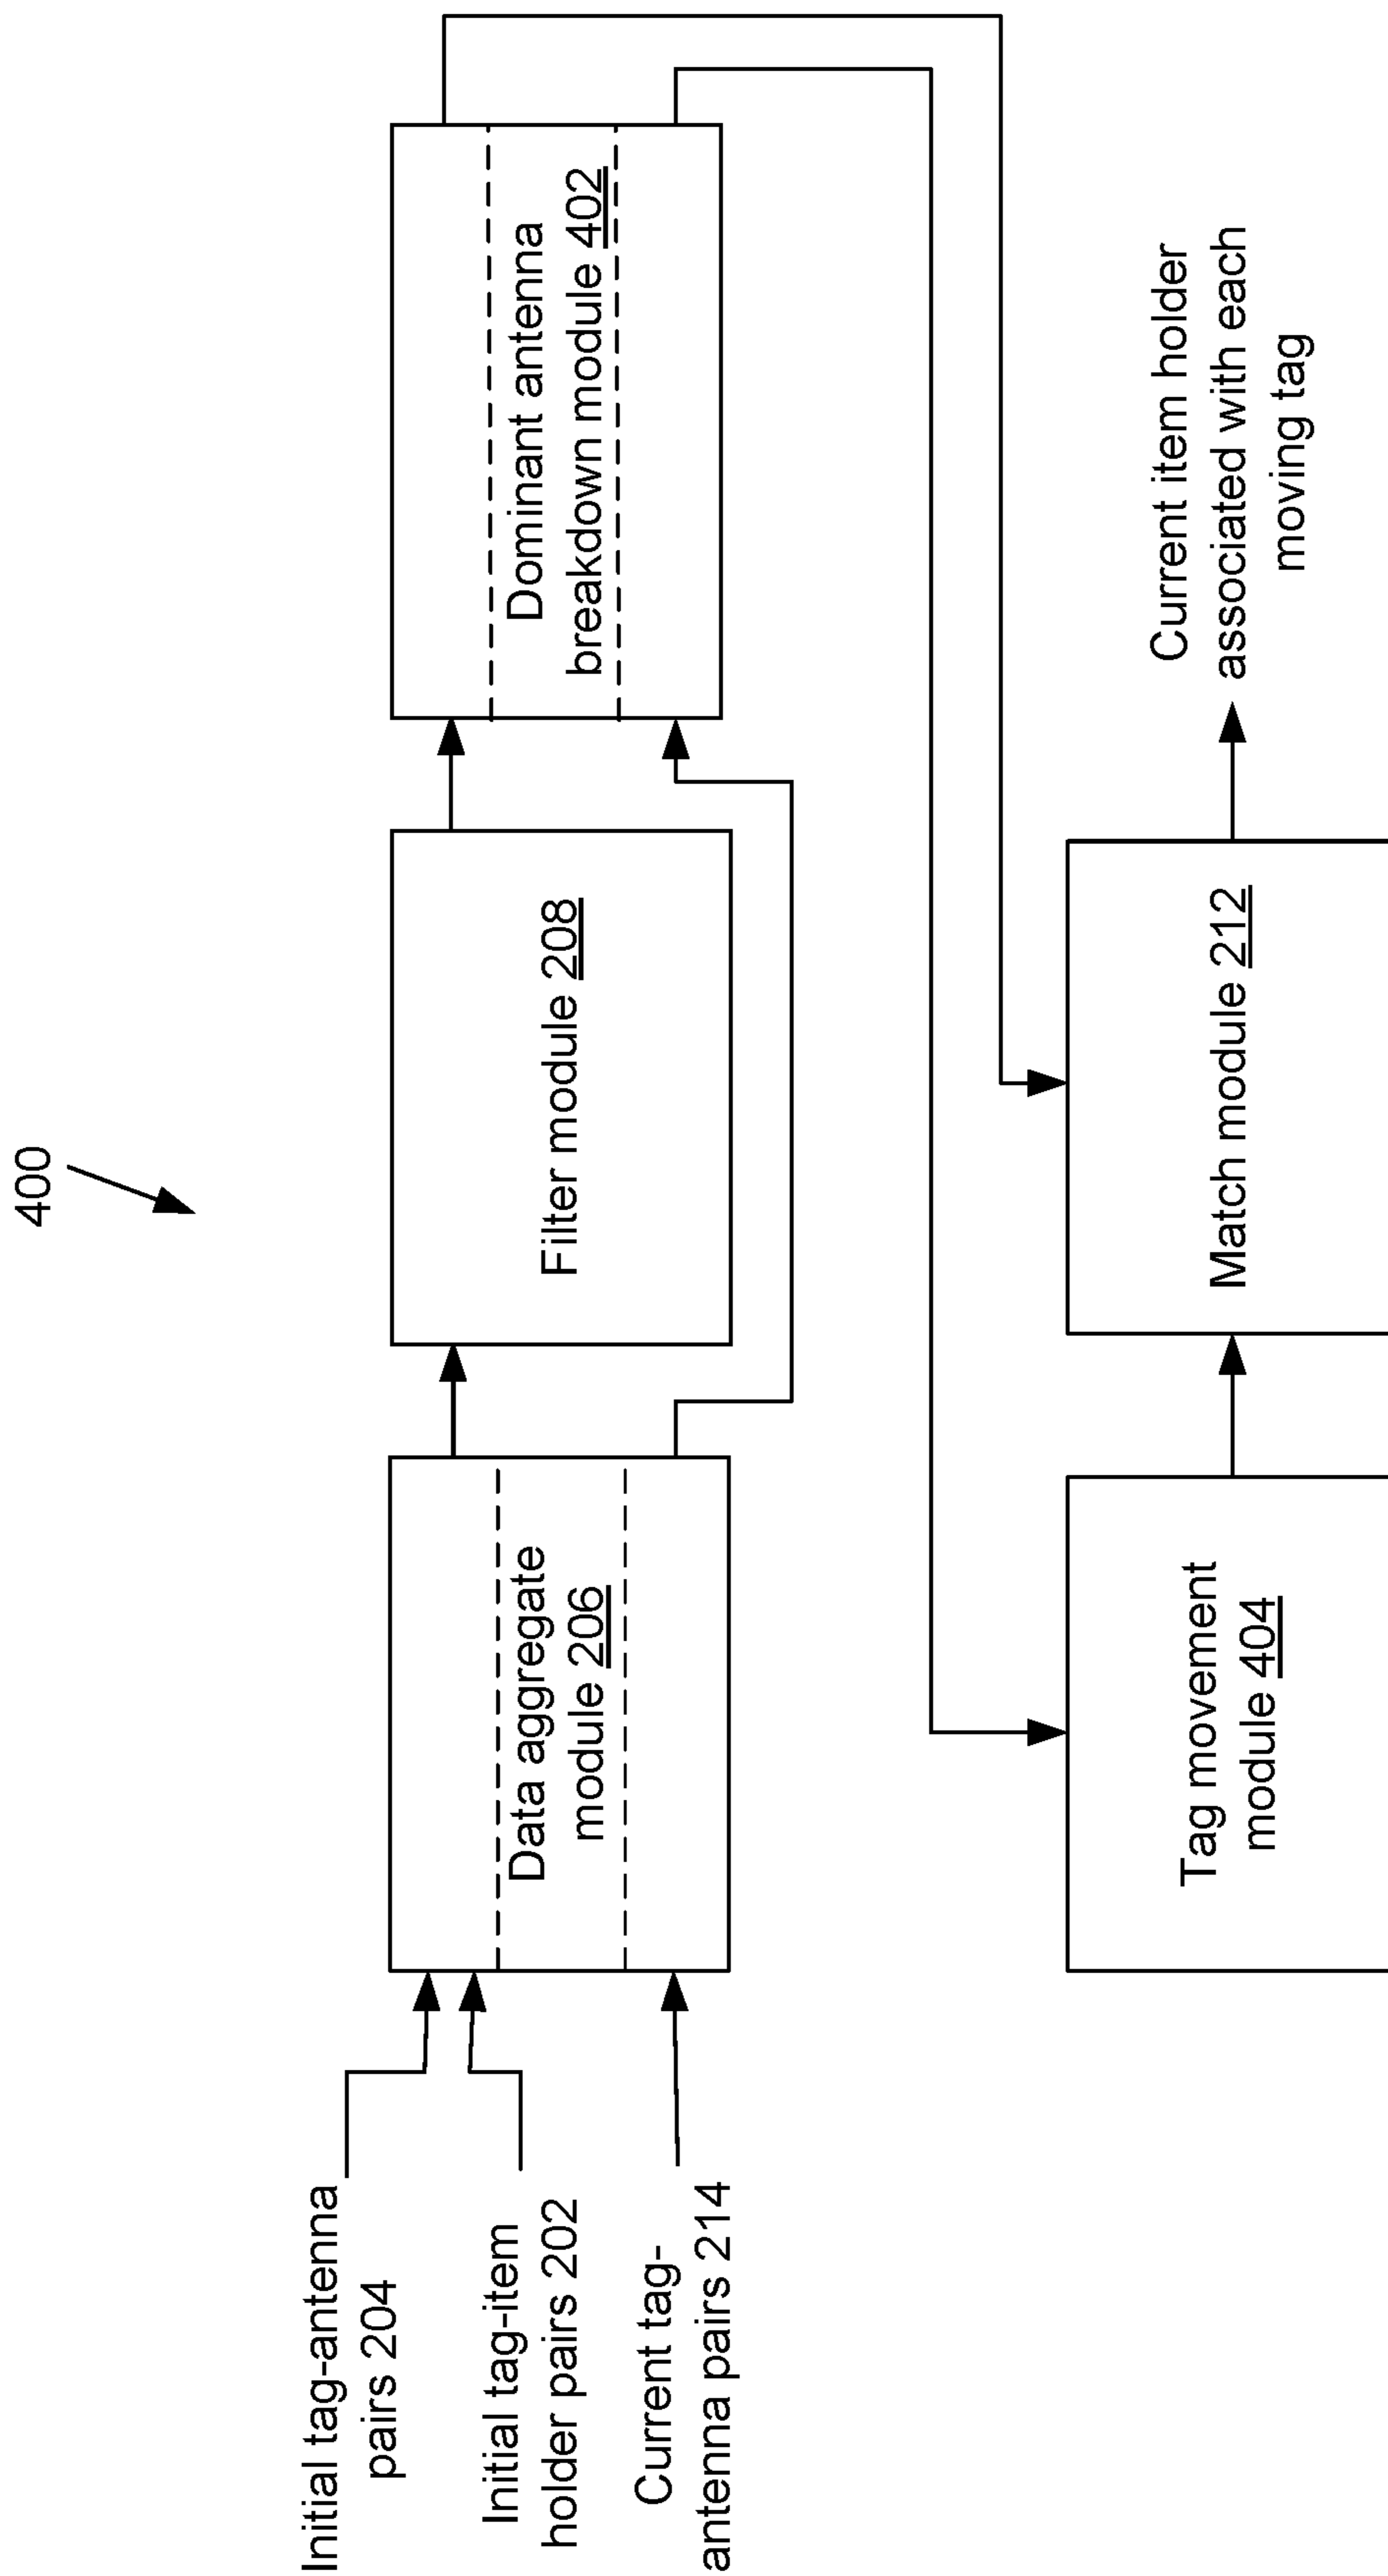 400
Initial tag-antenna
pairs 204
Initial tag-item
holder pairs 202
Current tag-
antenna pairs 214
Data aggregate
module 206
Filter module 208
Dominant antenna
breakdown module 402
Tag movement
module 404
Match module 212
Current item holder
associated with each
moving tag